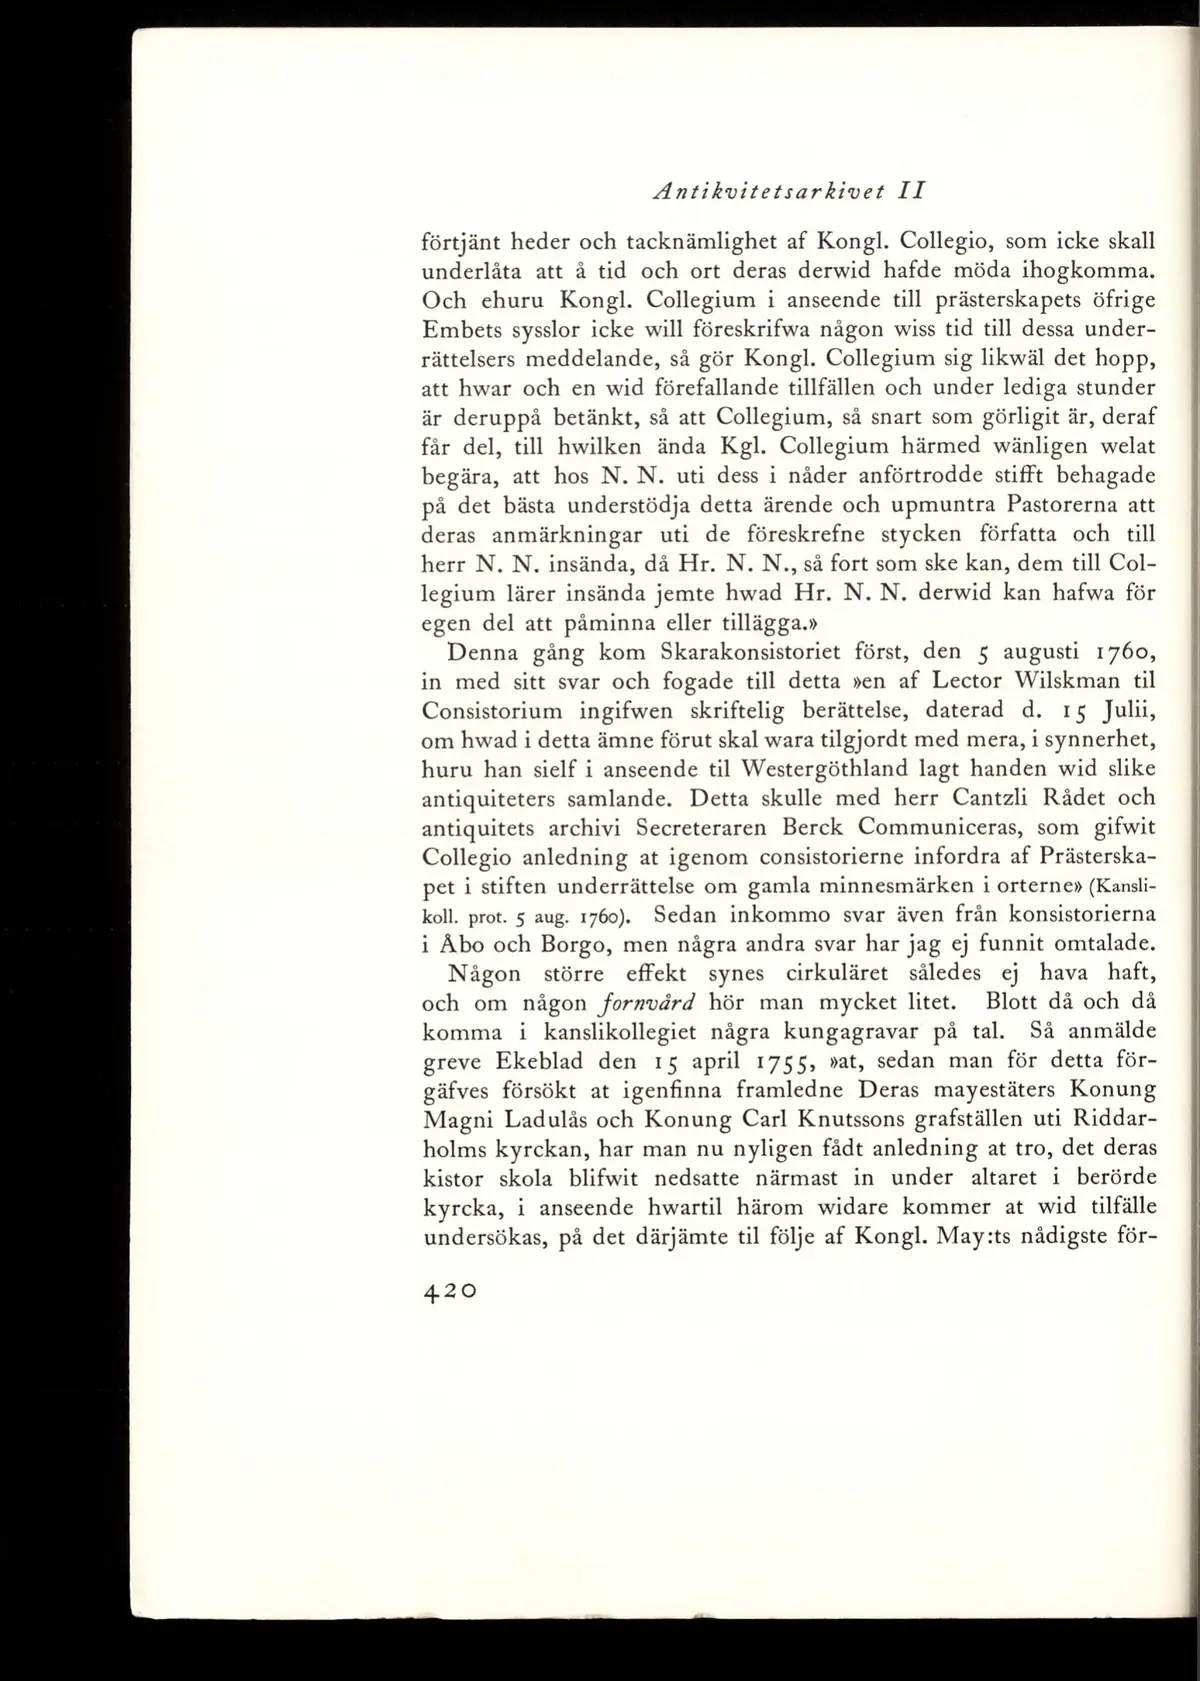 Antikvitetsarkivet II
förtjänt heder och tacknämlighet af Kongl. Collegio, som icke skall
underlåta att å tid och ort deras derwid hafde möda ihogkomma.
Och ehuru Kongl. Collegium i anseende till prästerskapets öfrige
Embets sysslor icke will föreskrifwa någon wiss tid till dessa under-
rättelsers meddelande, så gör Kongl. Collegium sig likwäl det hopp,
att hwar och en wid förefallande tillfällen och under lediga stunder
är deruppå betänkt, så att Collegium, så snart som görligit är, deraf
får del, till hwilken ända Kgl. Collegium härmed wänligen welat
begära, att hos N. N. uti dess i nåder anförtrodde stifft behagade
på det bästa understödja detta ärende och upmuntra Pastorerna att
deras anmärkningar uti de föreskrefne stycken författa och till
herr N. N. insända, då Hr. N. N., så fort som ske kan, dem till Col-
legium lärer insända jemte hwad Hr. N. N. derwid kan hafwa för
egen del att påminna eller tillägga.»
Denna gång kom Skarakonsistoriet först, den 5 augusti 1760,
in med sitt svar och fogade till detta »en af Lector Wilskman til
Consistorium ingifwen skriftelig berättelse, daterad d. 15 Julii,
om hwad i detta ämne förut skal wara tilgjordt med mera, i synnerhet,
huru han sielf i anseende til Westergöthland lagt handen wid slike
antiquiteters samlande. Detta skulle med herr Cantzli Rådet och
antiquitets archivi Secreteraren Berck Communiceras, som gifwit
Collegio anledning at igenom consistorierne infordra af Prästerska-
pet i stiften underrättelse om gamla minnesmärken i orterne» (Kansli-
koll. prot. 5 aug. 1760). Sedan inkommo svar även från konsistorierna
i Åbo och Borgo, men några andra svar har jag ej funnit omtalade.
Någon större effekt synes cirkuläret således ej hava haft,
och om någon fornvård hör man mycket litet. Blott då och då
komma i kanslikollegiet några kungagravar på tal. Så anmälde
greve Ekeblad den 15 april 1755, »at, sedan man för detta för-
gäfves försökt at igenfinna framledne Deras mayestäters Konung
Magni Ladulås och Konung Carl Knutssons grafställen uti Riddar-
holms kyrckan, har man nu nyligen fådt anledning at tro, det deras
kistor skola blifwit nedsatte närmast in under altaret i berörde
kyrcka, i anseende hwartil härom widare kommer at wid tilfälle
undersökas, på det därjämte til följe af Kongl. May:ts nådigste för-
420